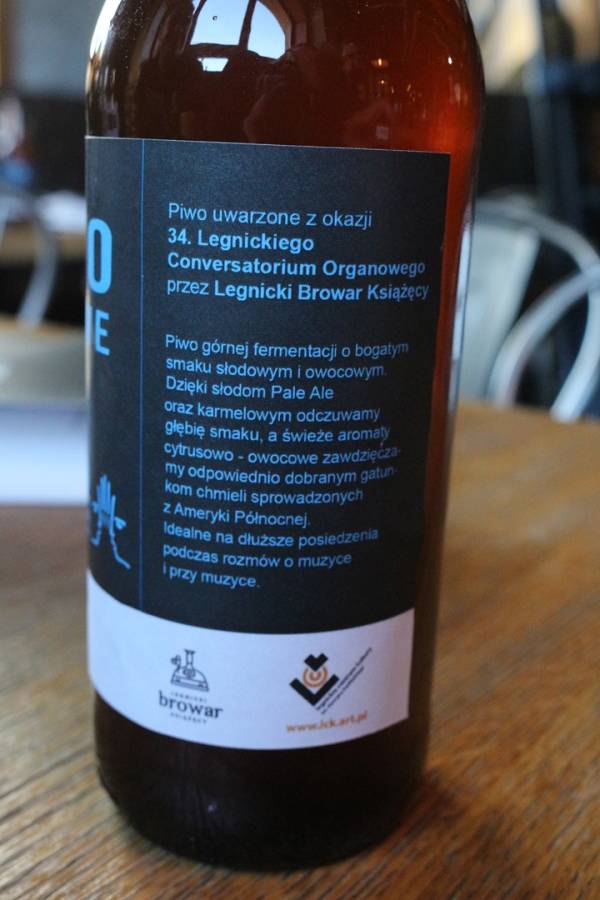 O
E
Piwo uwarzone z okazji
34. Legnickiego
Conversatorium Organowego
przez Legnicki Browar Książęcy
Piwo górnej fermentacji o bogatym
smaku słodowym i owocowym.
Dzięki słodom Pale Ale
oraz karmelowym odczuwamy
głębię smaku, a świeże aromaty
cytrusowo - owocowe zawdzięcza-
my odpowiednio dobranym gatun-
kom chmieli sprowadzonych
z Ameryki Północnej.
Idealne na dłuższe posiedzenia
podczas rozmów o muzyce
i przy muzyce.
LEGNICKI
browar
KSIĄŻĘCY
www.lck.art.pl